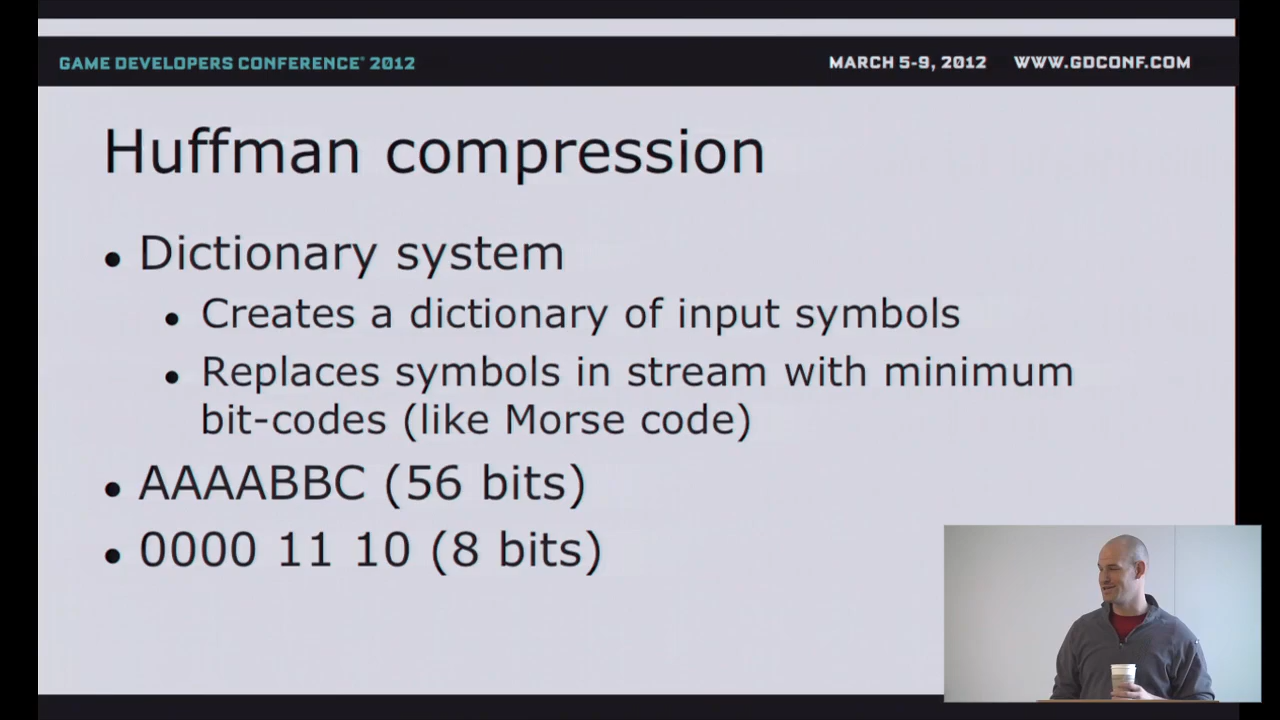 GAME DEVELOPERS CONFERENCE® 2012
MARCH 5-9, 2012 WWW.GDCONF.COM
Huffman compression
• Dictionary system
• Creates a dictionary of input symbols
• Replaces symbols in stream with minimum
bit-codes (like Morse code)
• AAAABBC (56 bits)
• 0000 11 10 (8 bits)